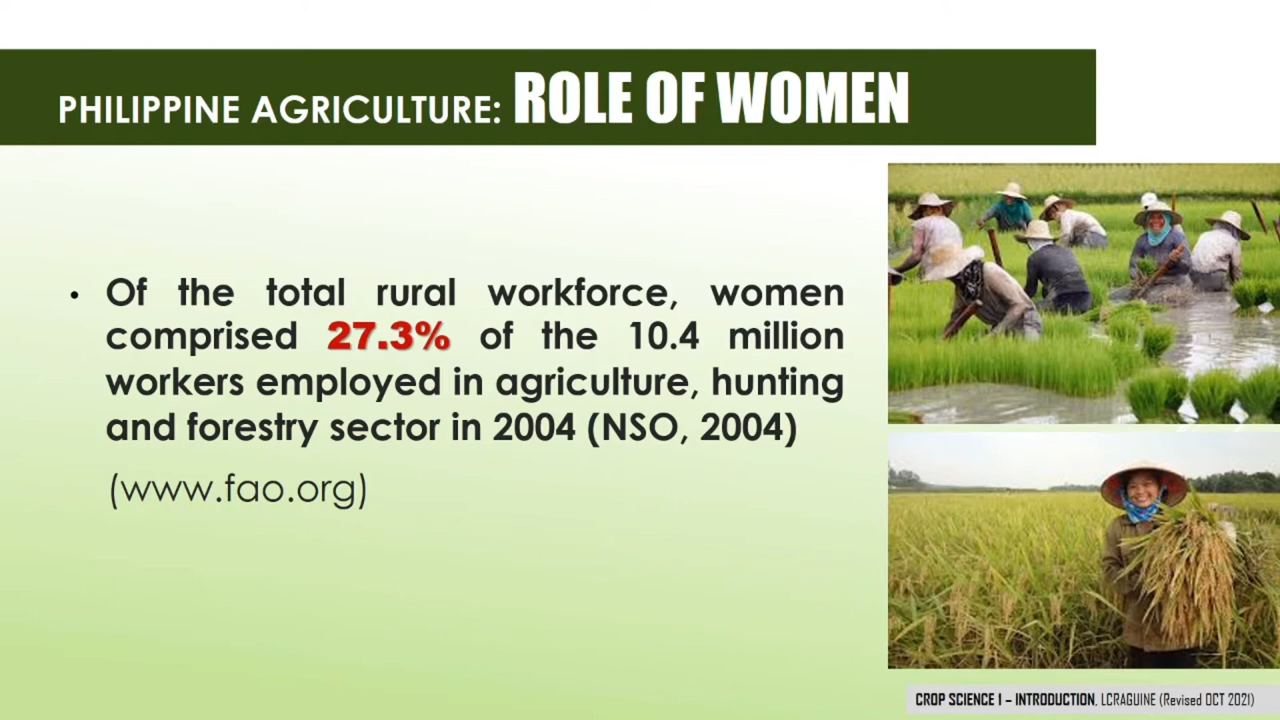 PHILIPPINE AGRICULTURE: ROLE OF WOMEN
• Of the total rural workforce, women
comprised 27.3% of the 10.4 million
workers employed in agriculture, hunting
and forestry sector in 2004 (NSO, 2004)
(www.fao.org)
CROP SCIENCE 1 – INTRODUCTION, LCRAGUINE (Revised OCT 2021)